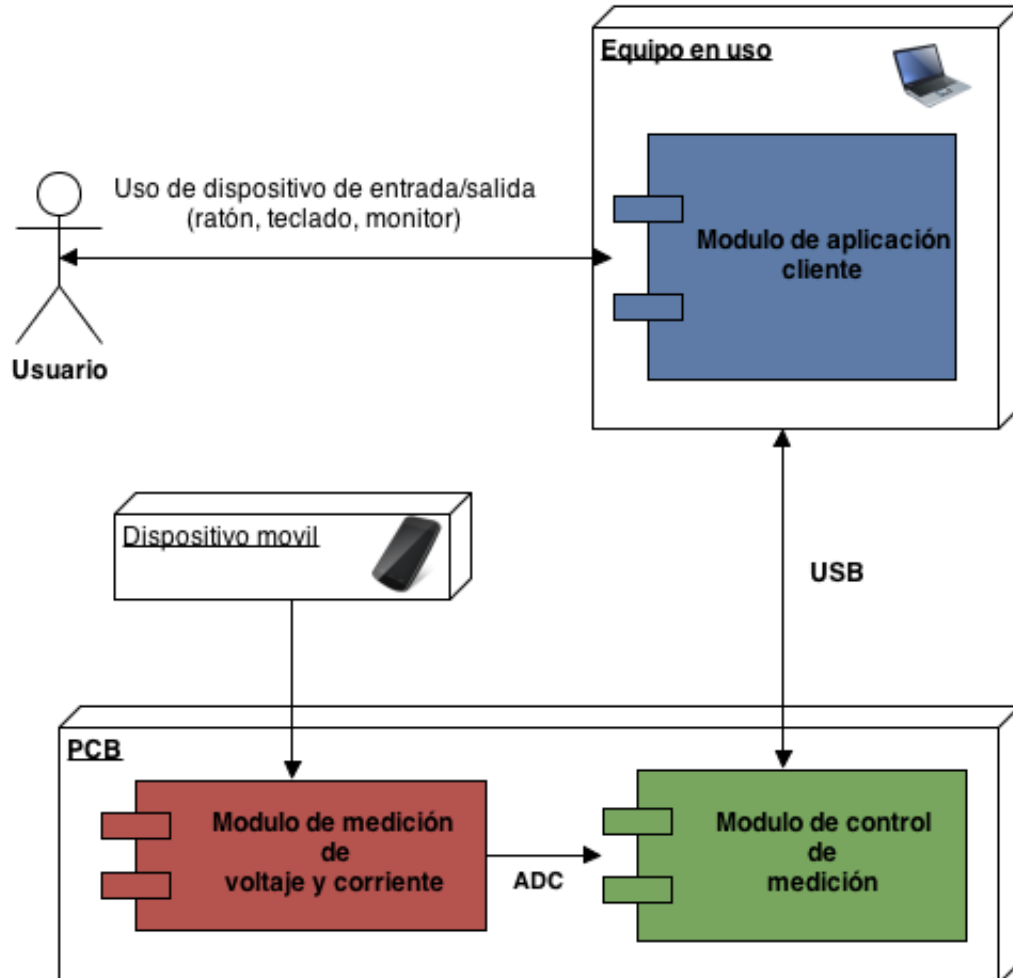 Equipo en uso
Uso de dispositivo de entrada/salida
(ratón, teclado, monitor)
Modulo de aplicación
cliente
Usuario
Dispositivo movil
USB
PCB
Modulo de medición
de
voltaje y corriente
ADC
Modulo de control
de
medición